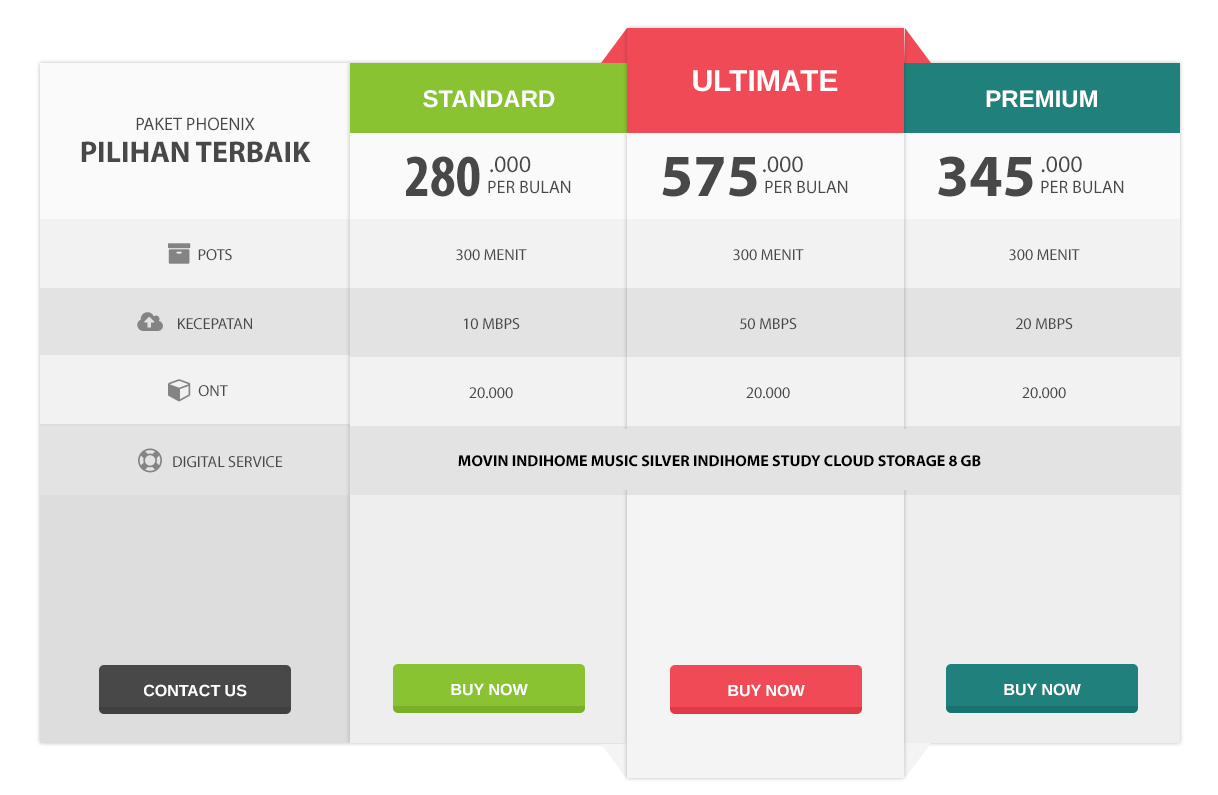 PAKET PHOENIX
PILIHAN TERBAIK
STANDARD
ULTIMATE
PREMIUM
280 .000
PER BULAN
575 .000
PER BULAN
345 .000
PER BULAN
POTS
300 MENIT
300 MENIT
300 MENIT
KECEPATAN
10 MBPS
50 MBPS
20 MBPS
ONT
20.000
20.000
20.000
DIGITAL SERVICE
MOVIN INDIHOME MUSIC SILVER INDIHOME STUDY CLOUD STORAGE 8 GB
CONTACT US
BUY NOW
BUY NOW
BUY NOW